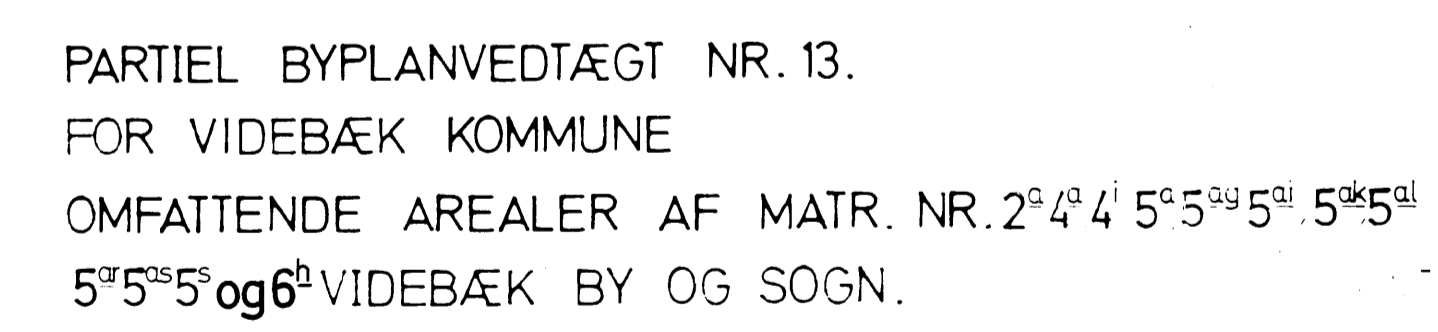 PARTIEL BYPLANVEDTÆGT NR. 13.
FOR VIDEBÆK KOMMUNE
OMFATTENDE AREALER AF MATR. NR. 2ª 4ª 4ⁱ 5ª 5ay 5ai, 5ak 5al
5ar 5as 5s og 6h VIDEBÆK BY OG SOGN.